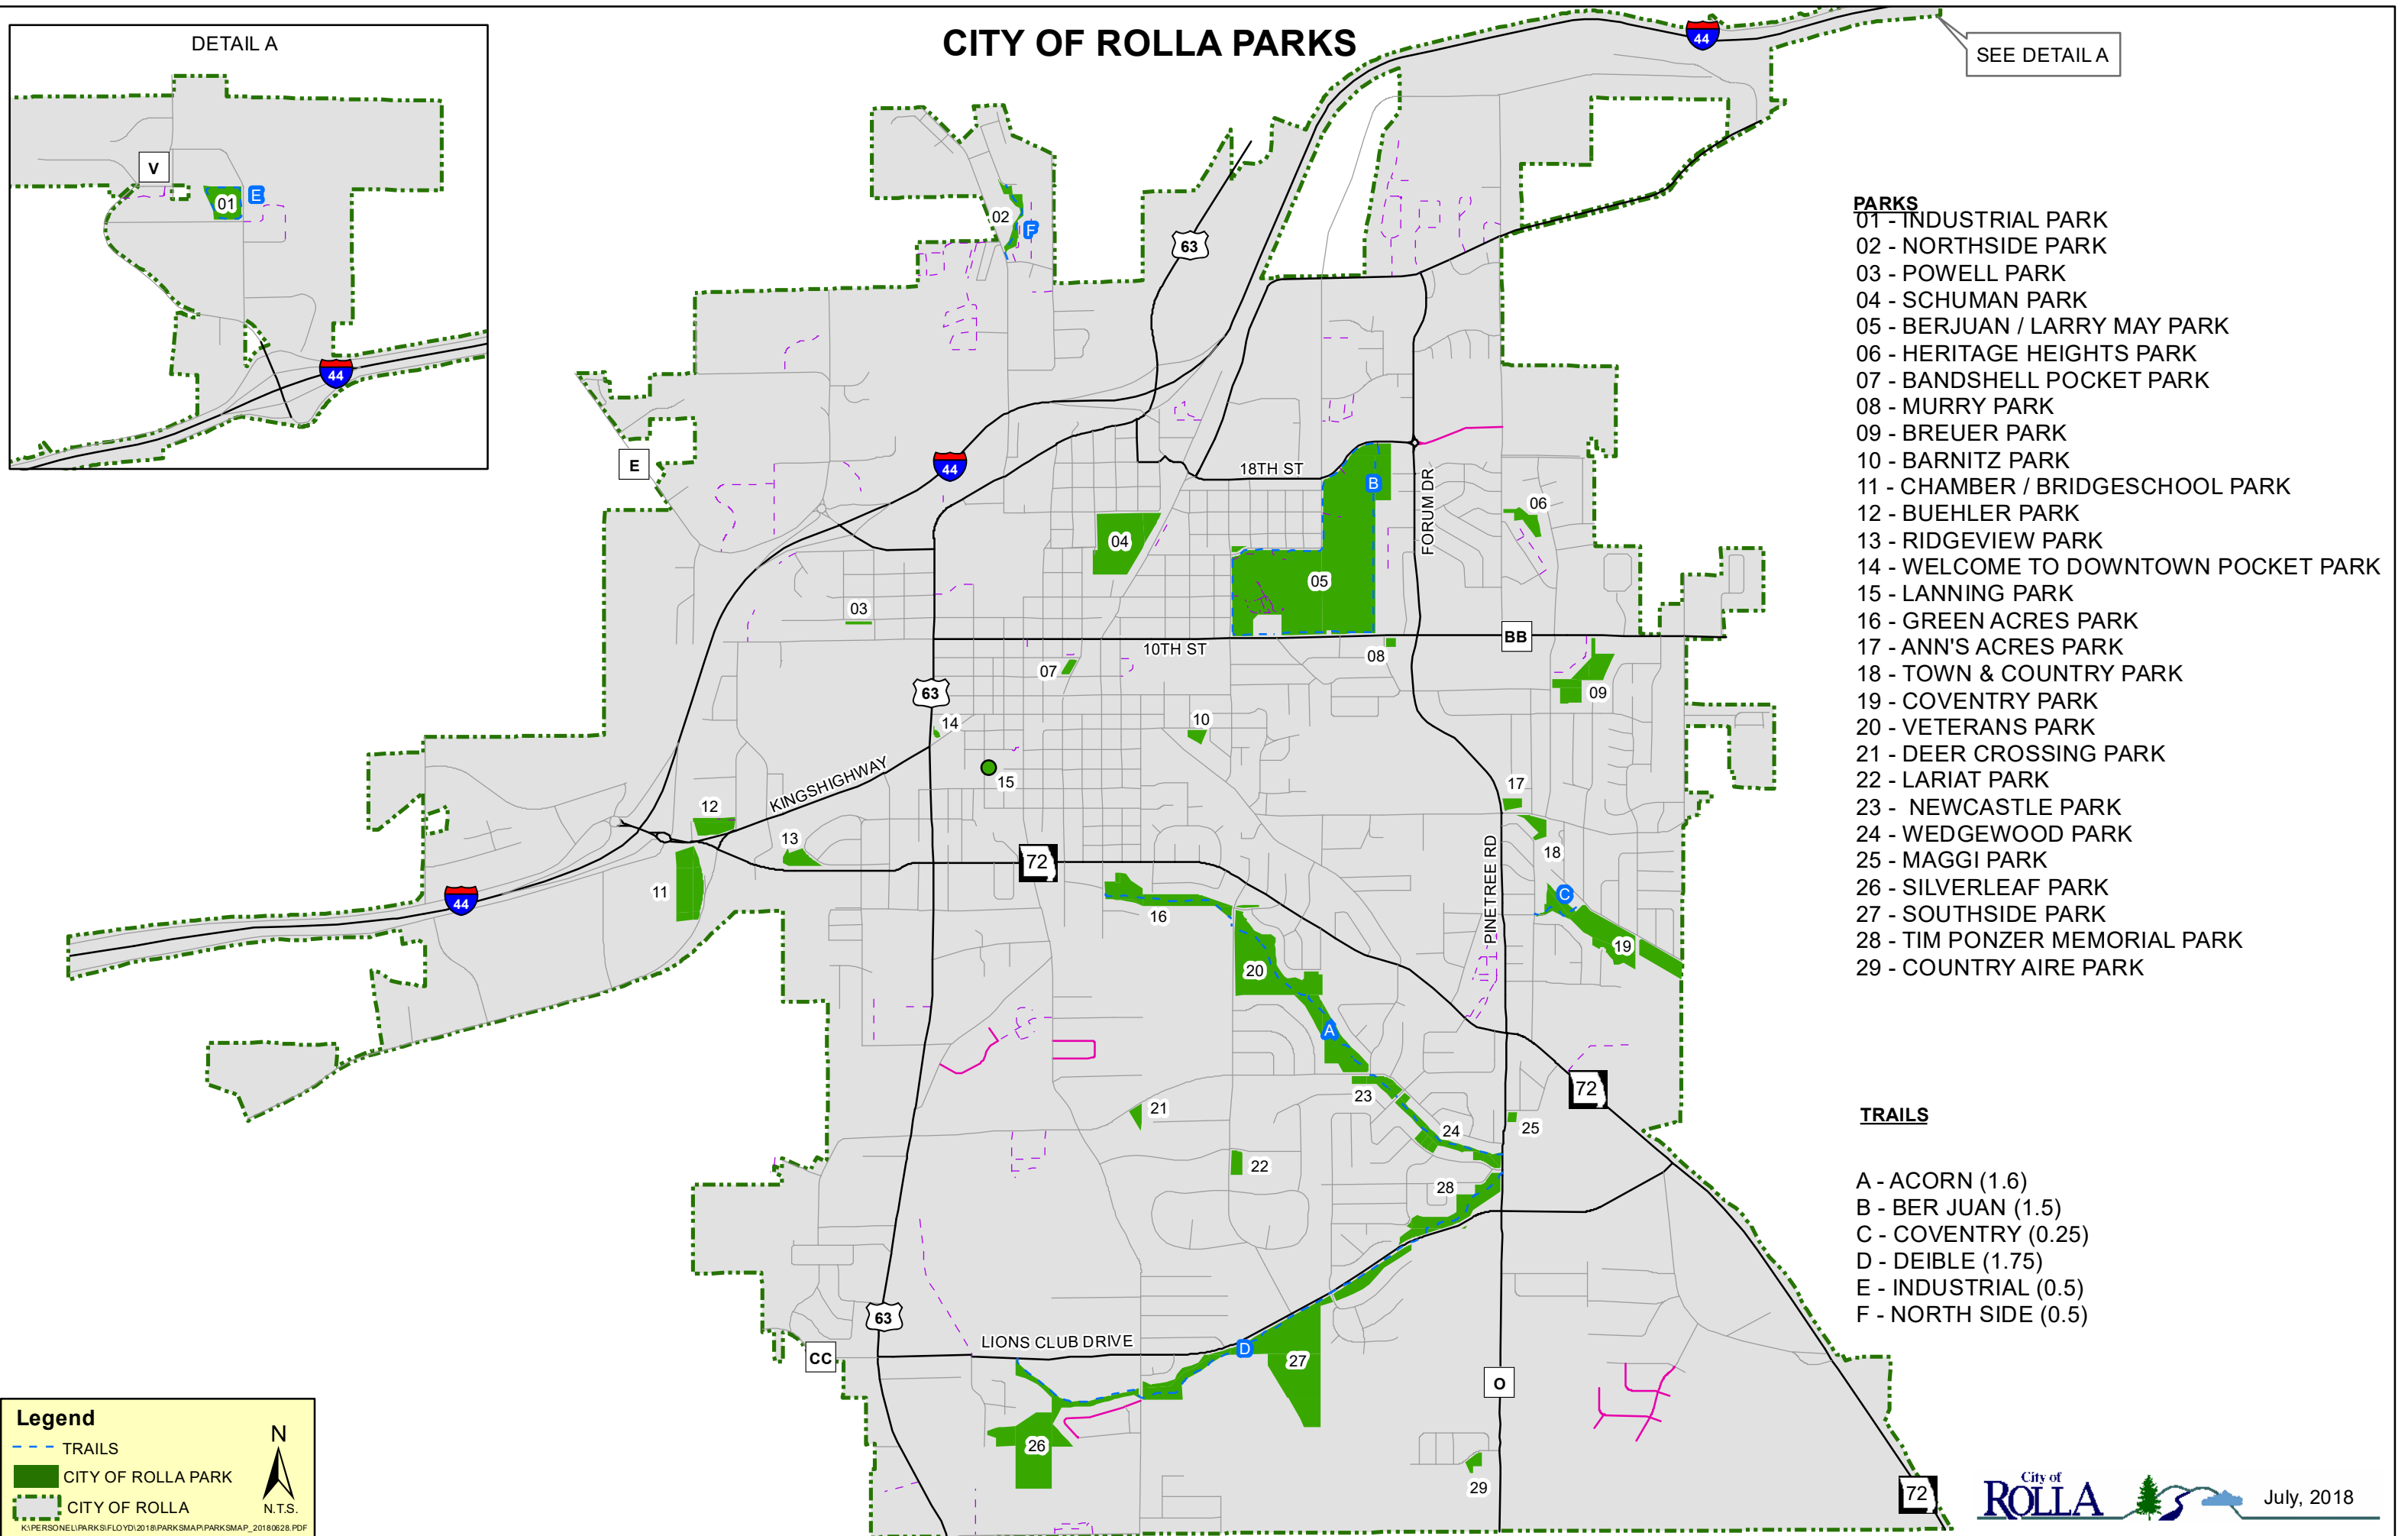 CITY OF ROLLA PARKS
DETAIL A
V
01
E
44
SEE DETAIL A
44
02
F
63
E
44
18TH ST
B
FORUM DR
06
04
05
03
10TH ST
BB
07
08
63
09
14
10
KINGSHIGHWAY
15
12
17
13
72
PINETREE RD
18
11
44
C
16
19
20
A
72
23
21
24
25
22
28
63
LIONS CLUB DRIVE
CC
D
27
O
26
29
72
PARKS
01 - INDUSTRIAL PARK
02 - NORTHSIDE PARK
03 - POWELL PARK
04 - SCHUMAN PARK
05 - BERJUAN / LARRY MAY PARK
06 - HERITAGE HEIGHTS PARK
07 - BANDSHELL POCKET PARK
08 - MURRY PARK
09 - BREUER PARK
10 - BARNITZ PARK
11 - CHAMBER / BRIDGESCHOOL PARK
12 - BUEHLER PARK
13 - RIDGEVIEW PARK
14 - WELCOME TO DOWNTOWN POCKET PARK
15 - LANNING PARK
16 - GREEN ACRES PARK
17 - ANN'S ACRES PARK
18 - TOWN & COUNTRY PARK
19 - COVENTRY PARK
20 - VETERANS PARK
21 - DEER CROSSING PARK
22 - LARIAT PARK
23 - NEWCASTLE PARK
24 - WEDGEWOOD PARK
25 - MAGGI PARK
26 - SILVERLEAF PARK
27 - SOUTHSIDE PARK
28 - TIM PONZER MEMORIAL PARK
29 - COUNTRY AIRE PARK
TRAILS
A - ACORN (1.6)
B - BER JUAN (1.5)
C - COVENTRY (0.25)
D - DEIBLE (1.75)
E - INDUSTRIAL (0.5)
F - NORTH SIDE (0.5)
Legend
TRAILS
CITY OF ROLLA PARK
CITY OF ROLLA
N
N.T.S.
K:\PERSONEL\PARKS\FLOYD\2018\PARKSMAP\PARKSMAP_20180628.PDF
City of
ROLLA
July, 2018